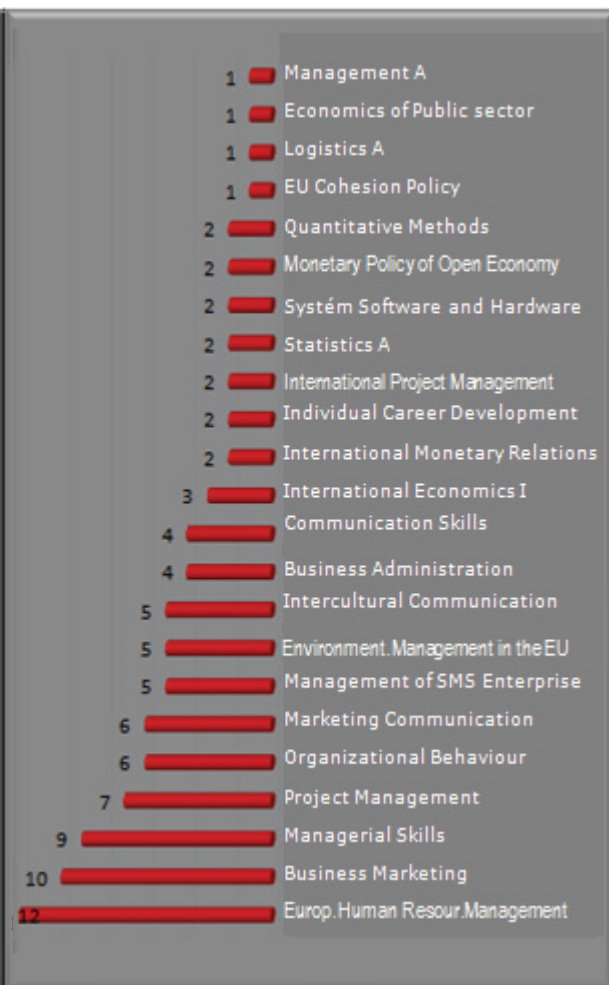 1 Management A
1 Economics of Public sector
1 Logistics A
1 EU Cohesion Policy
2 Quantitative Methods
2 Monetary Policy of Open Economy
2 Systém Software and Hardware
2 Statistics A
2 International Project Management
2 Individual Career Development
2 International Monetary Relations
3 International Economics I
4 Communication Skills
4 Business Administration
5 Intercultural Communication
5 Environment.Management in the EU
5 Management of SMS Enterprise
6 Marketing Communication
6 Organizational Behaviour
7 Project Management
9 Managerial Skills
10 Business Marketing
12 Europ.Human Resour.Management